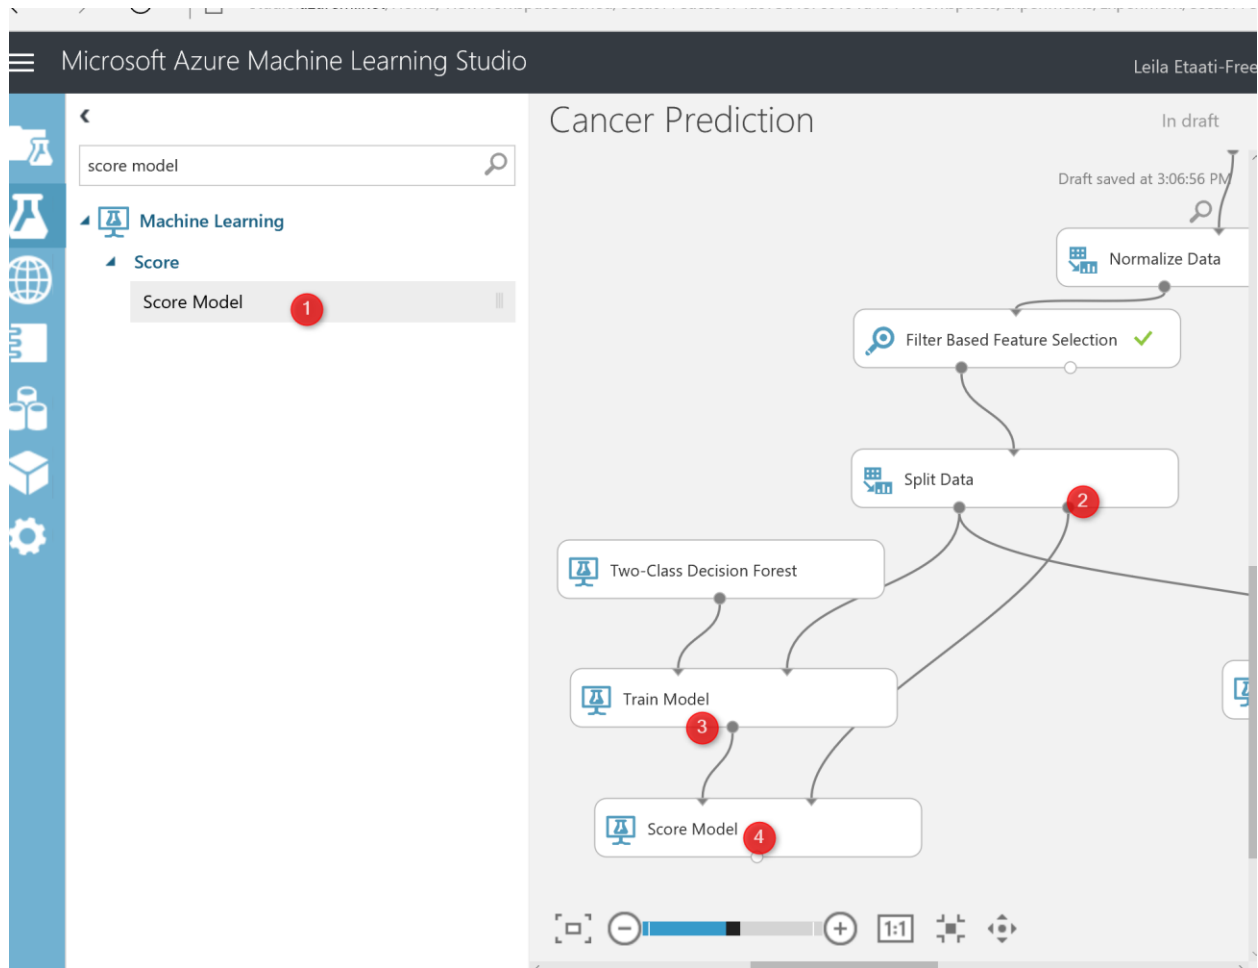 Microsoft Azure Machine Learning Studio
Leila Etaati-Free
Cancer Prediction
In draft
score model
Draft saved at 3:06:56 PM
Machine Learning
Score
Score Model
1
Normalize Data
Filter Based Feature Selection
Split Data
2
Two-Class Decision Forest
Train Model
3
Score Model
4
1:1